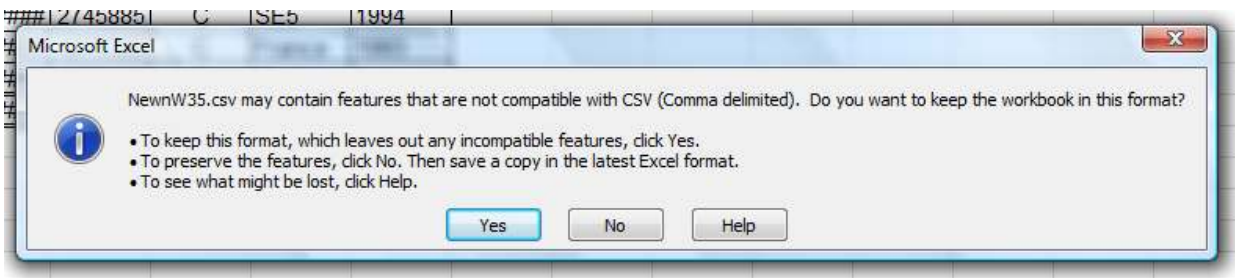 ###|2745885| C |SE5 |1994 |
Microsoft Excel
NewnW35.csv may contain features that are not compatible with CSV (Comma delimited). Do you want to keep the workbook in this format?
• To keep this format, which leaves out any incompatible features, click Yes.
• To preserve the features, click No. Then save a copy in the latest Excel format.
• To see what might be lost, click Help.
Yes No Help